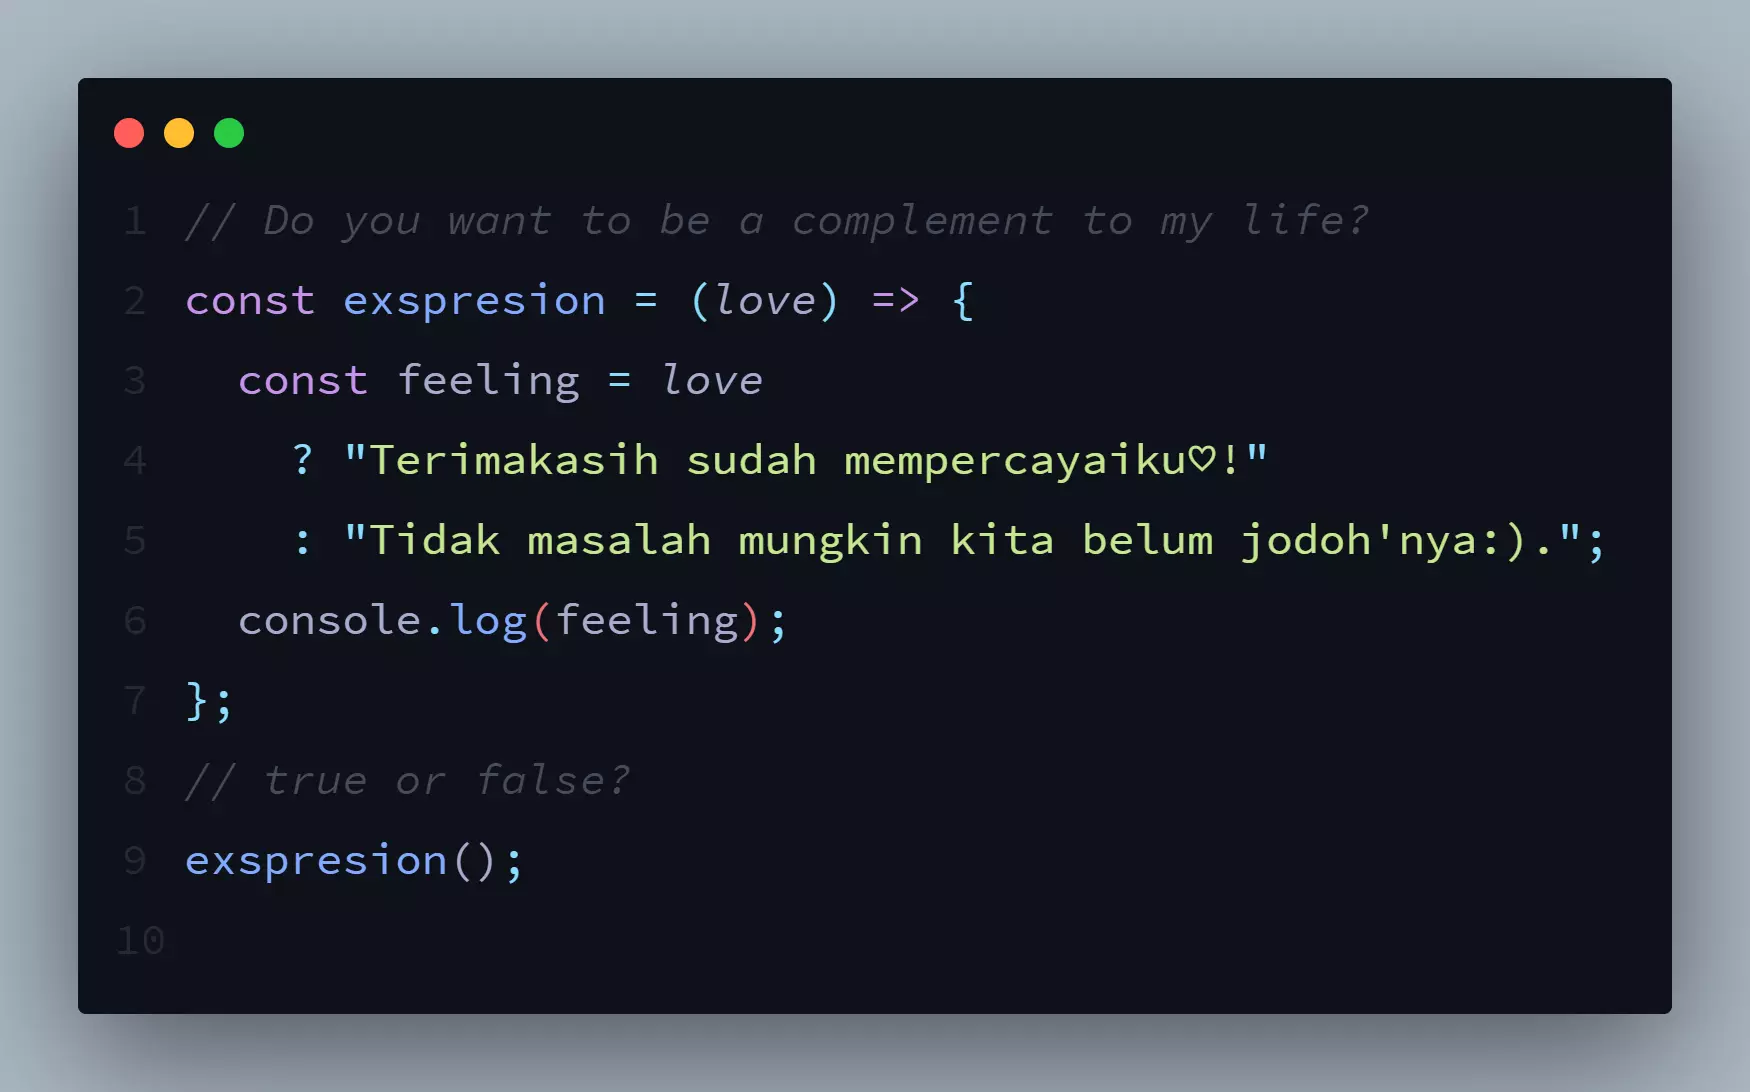 1 // Do you want to be a complement to my life?
2 const exspresion = (love) => {
3   const feeling = love
4     ? "Terimakasih sudah mempercayaiku♡!"
5     : "Tidak masalah mungkin kita belum jodoh'nya:).";
6   console.log(feeling);
7 };
8 // true or false?
9 exspresion();
10